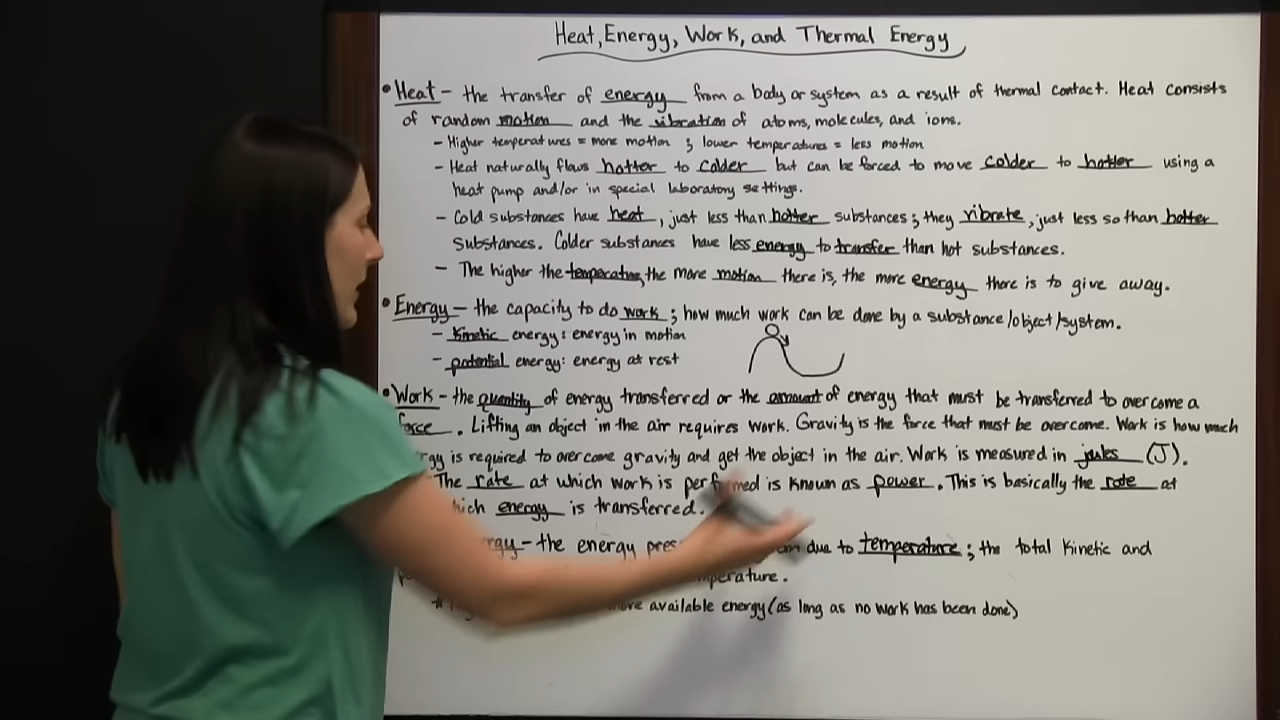 Heat, Energy, Work, and Thermal Energy
• Heat – the transfer of energy from a body or system as a result of thermal contact. Heat consists
of random motion and the vibration of atoms, molecules, and ions.
– Higher temperatures = more motion ; lower temperatures = less motion
– Heat naturally flows hotter to colder but can be forced to move colder to hotter using a
heat pump and/or in special laboratory settings.
– Cold substances have heat, just less than hotter substances; they vibrate, just less so than hotter
substances. Colder substances have less energy to transfer than hot substances.
– The higher the temperature, the more motion there is, the more energy there is to give away.
• Energy – the capacity to do work; how much work can be done by a substance/object/system.
– kinetic energy: energy in motion
– potential energy: energy at rest
• Work – the quantity of energy transferred or the amount of energy that must be transferred to overcome a
force. Lifting an object in the air requires work. Gravity is the force that must be overcome. Work is how much
is required to overcome gravity and get the object in the air. Work is measured in joules (J).
The rate at which work is performed is known as power. This is basically the rate at
energy is transferred.
– the energy due to temperature; the total kinetic and
temperature.
available energy (as long as no work has been done)